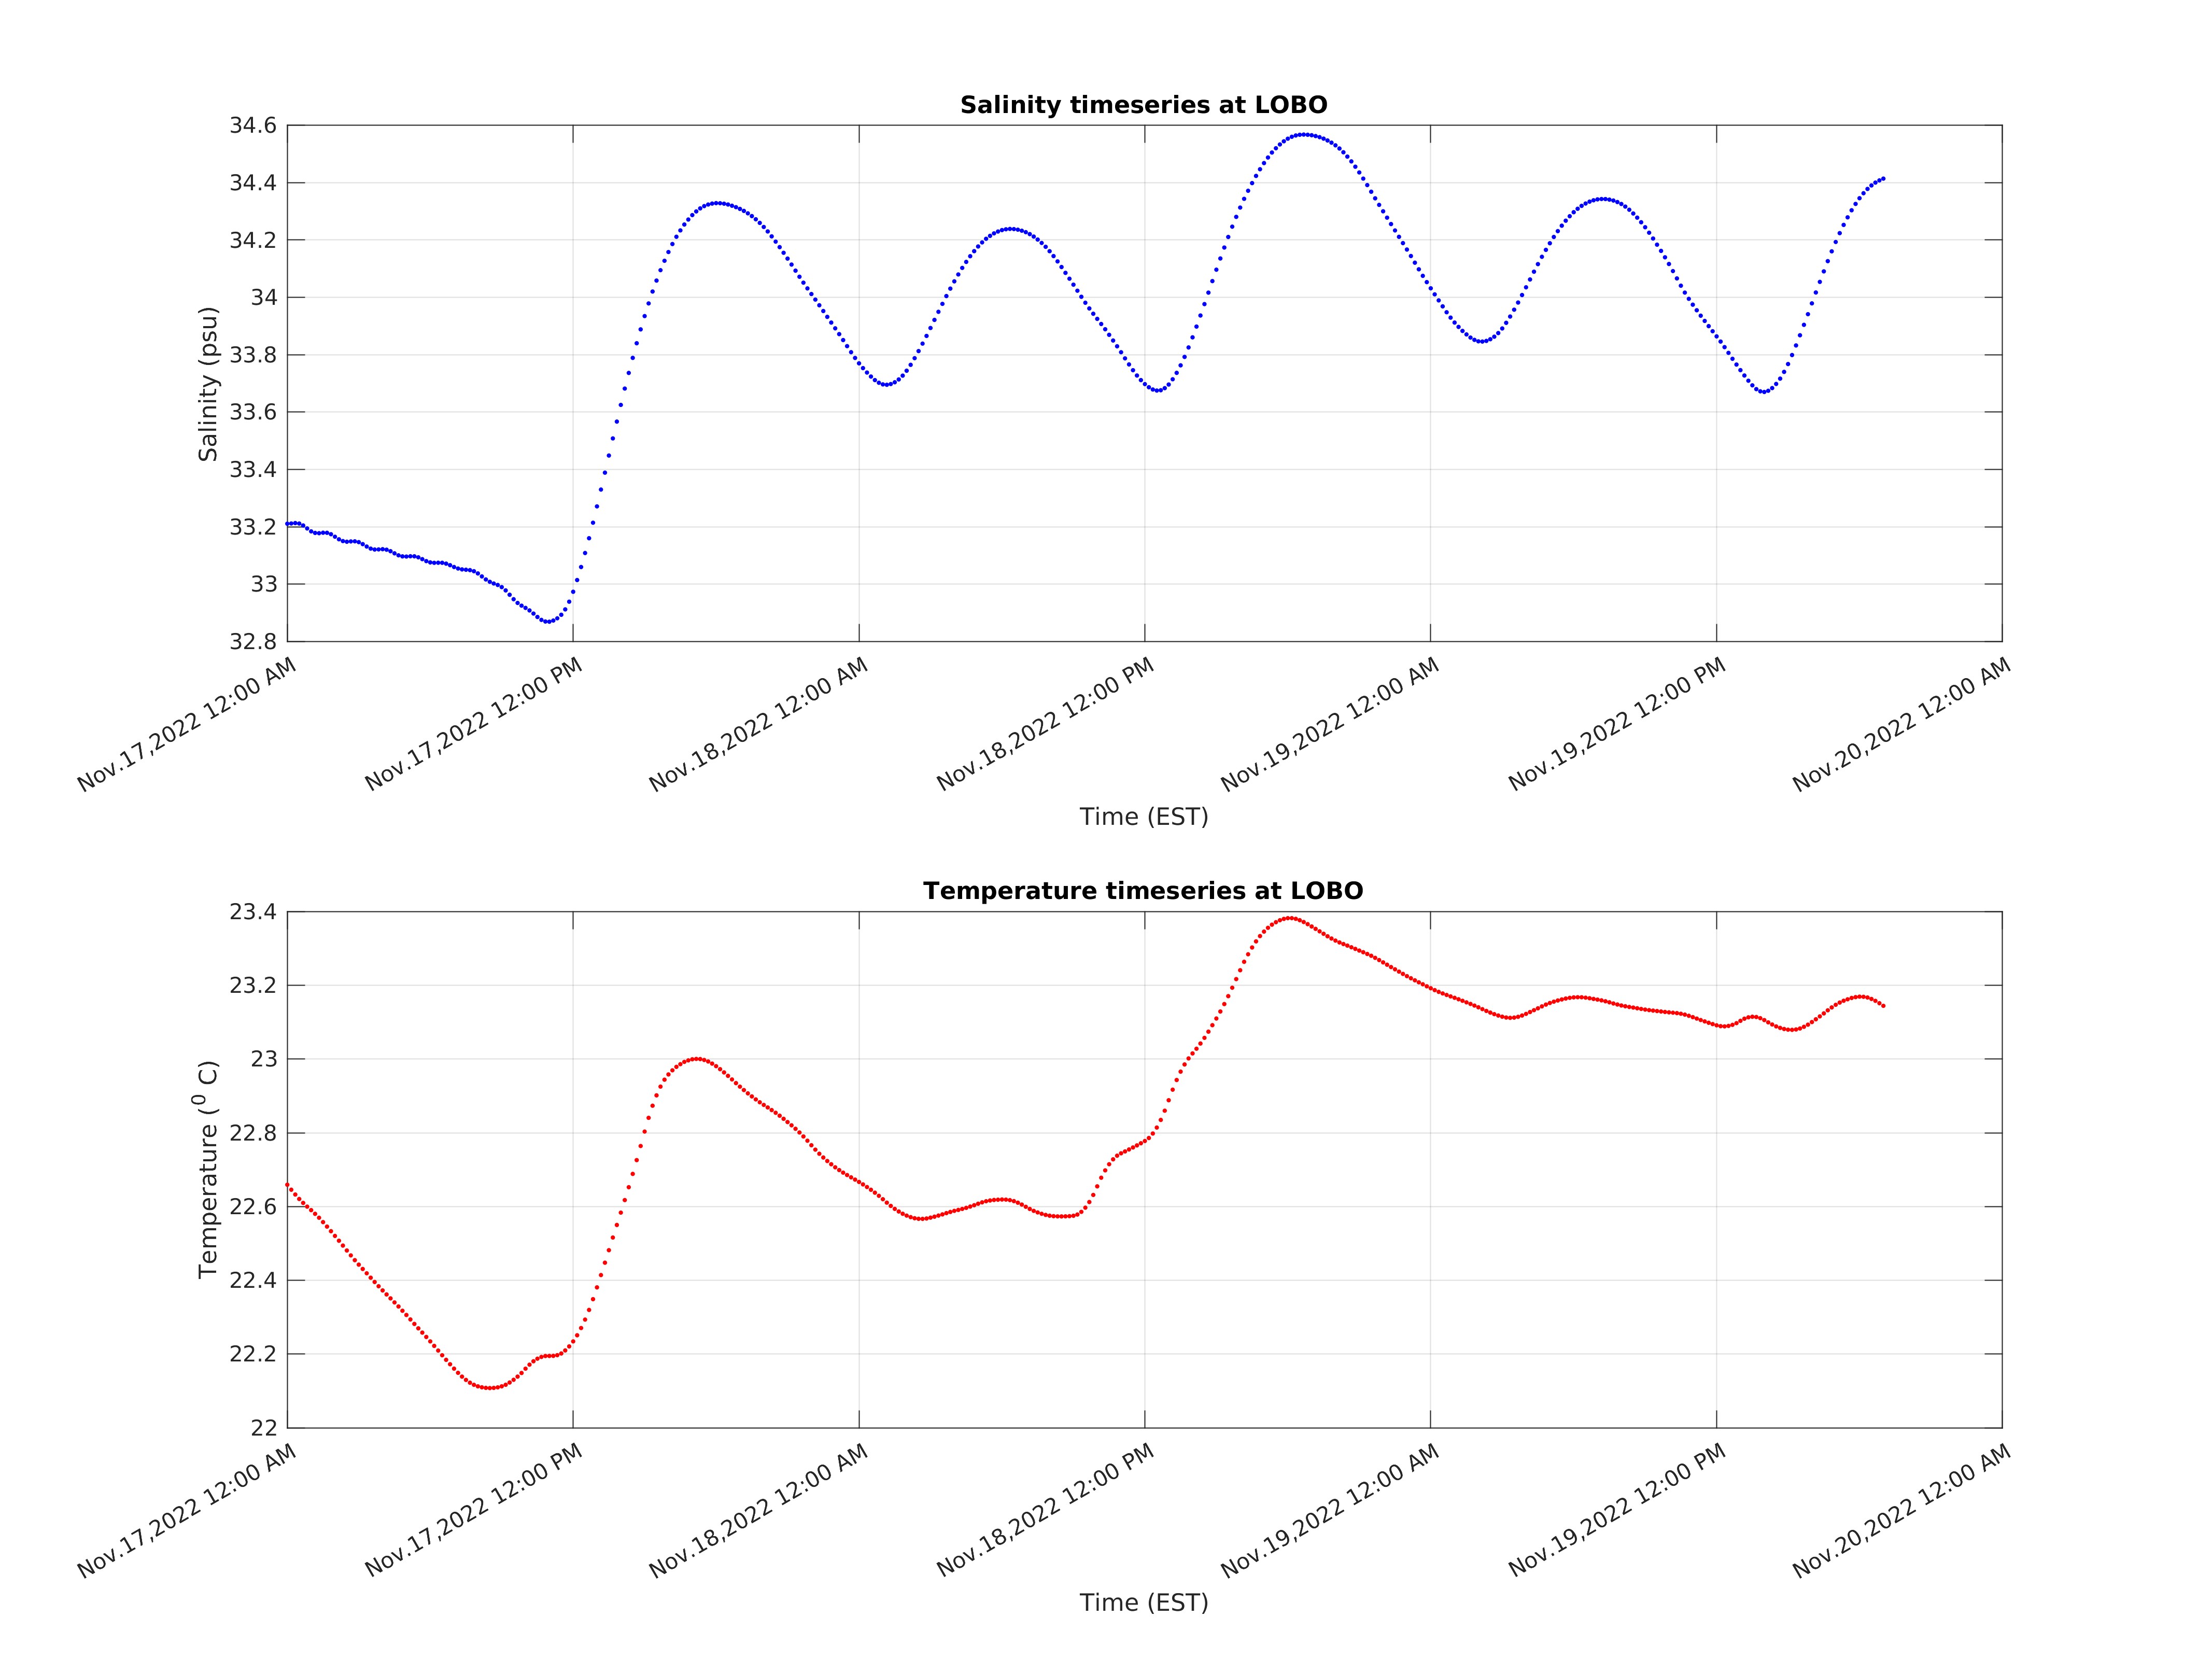 Salinity timeseries at LOBO
34.6
34.4
34.2
34
33.8
33.6
33.4
33.2
33
32.8
Salinity (psu)
Nov.17,2022 12:00 AM
Nov.17,2022 12:00 PM
Nov.18,2022 12:00 AM
Nov.18,2022 12:00 PM
Nov.19,2022 12:00 AM
Nov.19,2022 12:00 PM
Nov.20,2022 12:00 AM
Time (EST)
Temperature timeseries at LOBO
23.4
23.2
23
22.8
22.6
22.4
22.2
22
Temperature (⁰ C)
Nov.17,2022 12:00 AM
Nov.17,2022 12:00 PM
Nov.18,2022 12:00 AM
Nov.18,2022 12:00 PM
Nov.19,2022 12:00 AM
Nov.19,2022 12:00 PM
Nov.20,2022 12:00 AM
Time (EST)